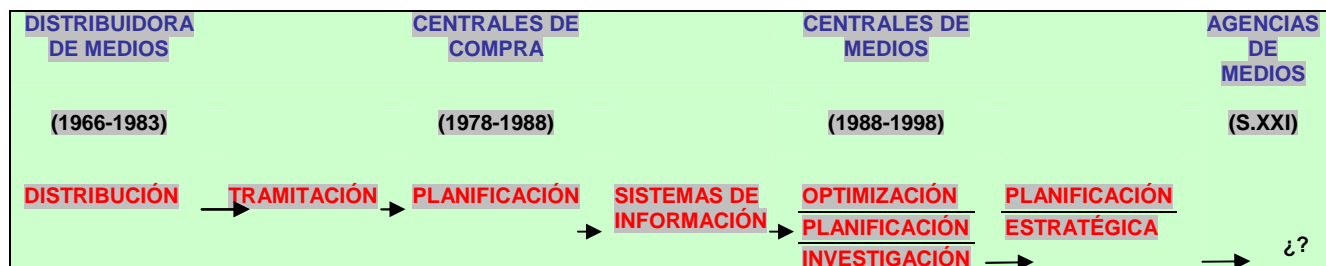 DISTRIBUIDORA
DE MEDIOS
CENTRALES DE
COMPRA
CENTRALES DE
MEDIOS
AGENCIAS
DE
MEDIOS
(1966-1983)
(1978-1988)
(1988-1998)
(S.XXI)
DISTRIBUCIÓN
TRAMITACIÓN
PLANIFICACIÓN
SISTEMAS DE
INFORMACIÓN
OPTIMIZACIÓN
PLANIFICACIÓN
INVESTIGACIÓN
PLANIFICACIÓN
ESTRATÉGICA
¿?